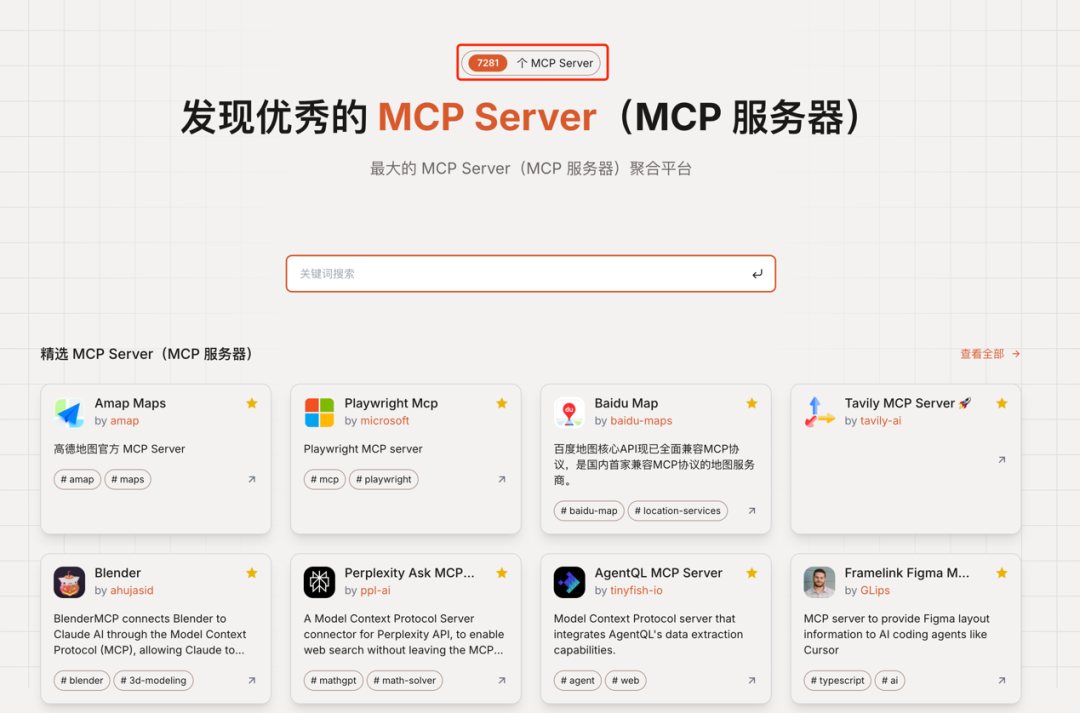 7281 个 MCP Server
发现优秀的 MCP Server（MCP 服务器）
最大的 MCP Server（MCP 服务器）聚合平台
关键词搜索
精选 MCP Server（MCP 服务器）
查看全部 →
Amap Maps
by amap
高德地图官方 MCP Server
# amap # maps
Playwright Mcp
by microsoft
Playwright MCP server
# mcp # playwright
Baidu Map
by baidu-maps
百度地图核心API现已全面兼容MCP协
议，是国内首家兼容MCP协议的地图服务
商。
# baidu-map # location-services
Tavily MCP Server 🚀
by tavily-ai
Blender
by ahujasid
BlenderMCP connects Blender to
Claude AI through the Model Context
Protocol (MCP), allowing Claude to...
# blender # 3d-modeling
Perplexity Ask MCP...
by ppl-ai
A Model Context Protocol Server
connector for Perplexity API, to enable
web search without leaving the MCP...
# mathgpt # math-solver
AgentQL MCP Server
by tinyfish-io
Model Context Protocol server that
integrates AgentQL's data extraction
capabilities.
# agent # web
Framelink Figma M...
by GLips
MCP server to provide Figma layout
information to AI coding agents like
Cursor
# typescript # ai